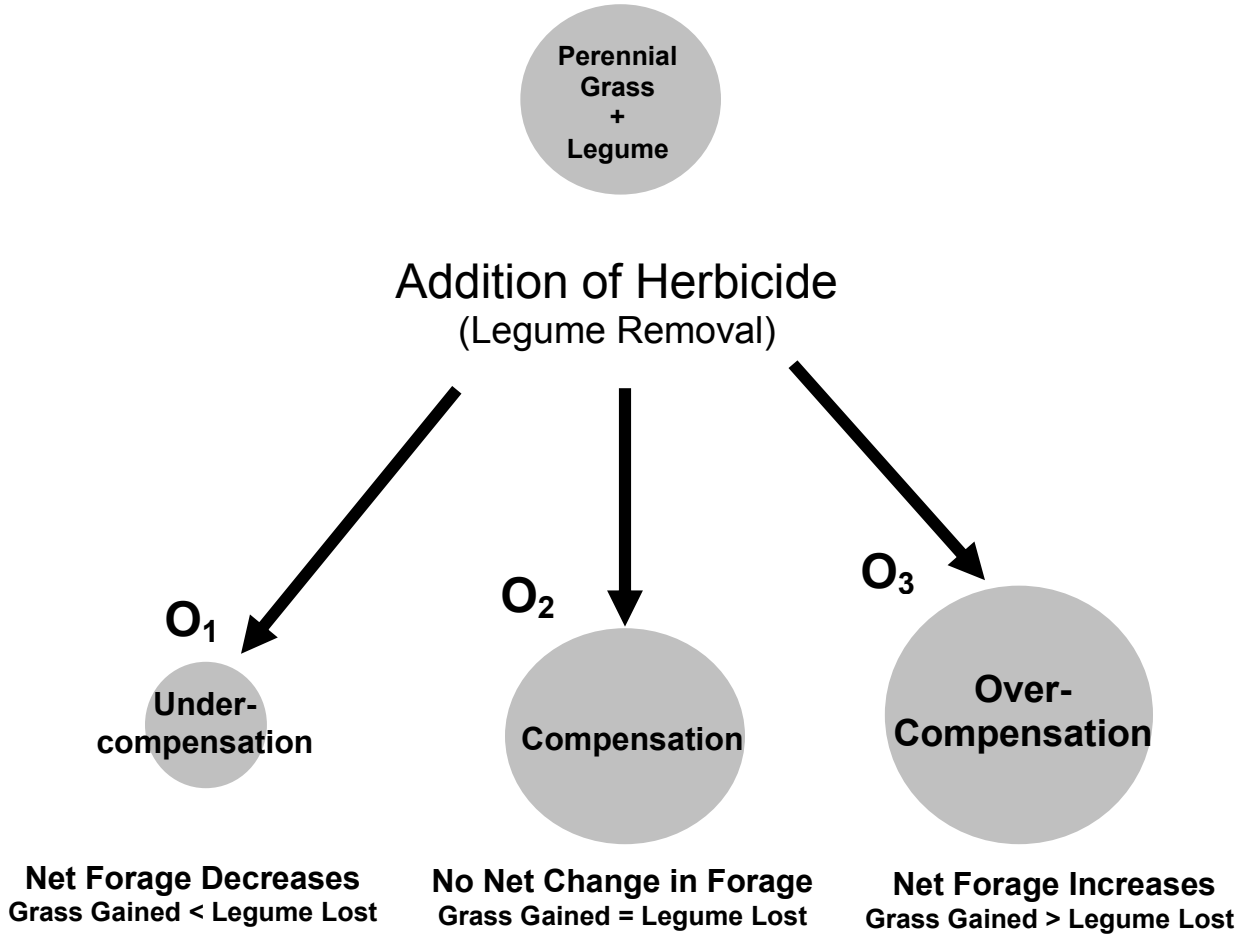 Perennial
Grass
+
Legume
Addition of Herbicide
(Legume Removal)
O₁
Under-
compensation
Net Forage Decreases
Grass Gained < Legume Lost
O₂
Compensation
No Net Change in Forage
Grass Gained = Legume Lost
O₃
Over-
Compensation
Net Forage Increases
Grass Gained > Legume Lost